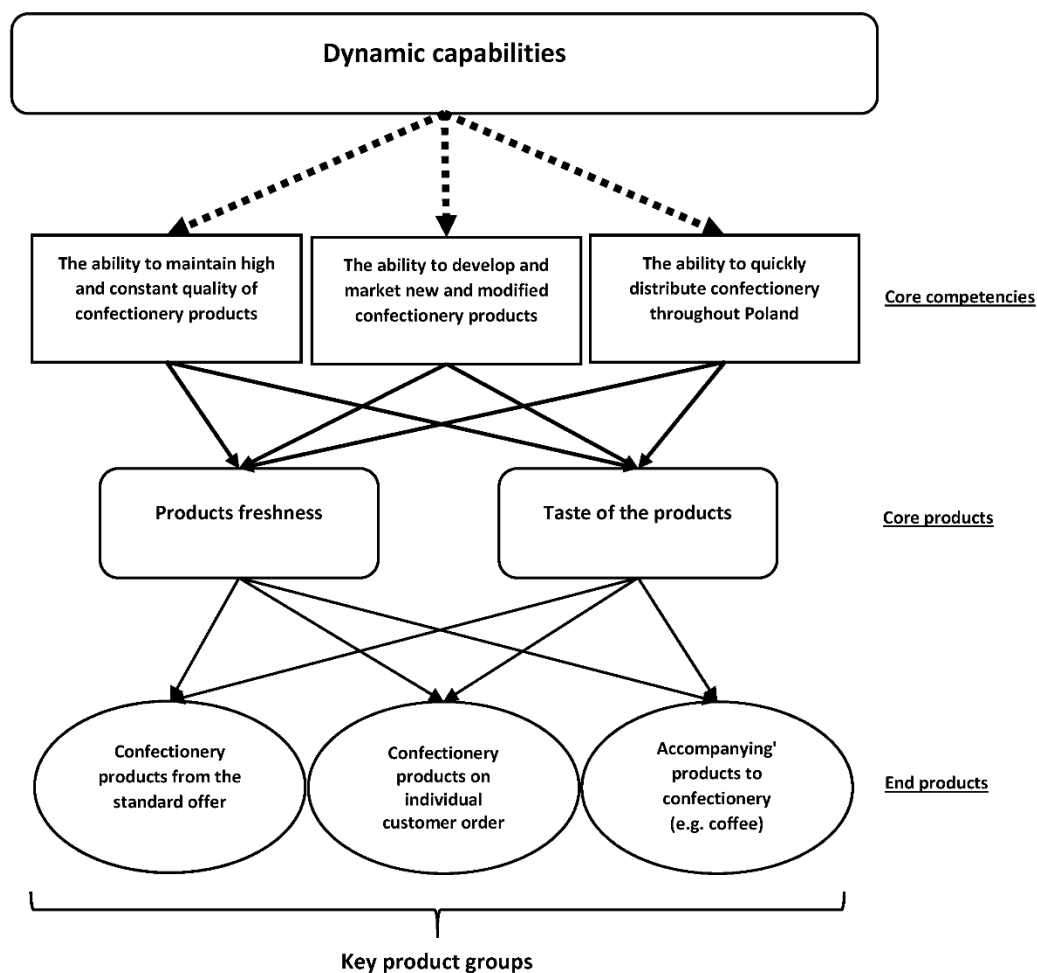 Dynamic capabilities
The ability to maintain high
and constant quality of
confectionery products
The ability to develop and
market new and modified
confectionery products
The ability to quickly
distribute confectionery
throughout Poland
Core competencies
Products freshness
Taste of the products
Core products
Confectionery
products from the
standard offer
Confectionery
products on
individual
customer order
Accompanying'
products to
confectionery
(e.g. coffee)
End products
Key product groups